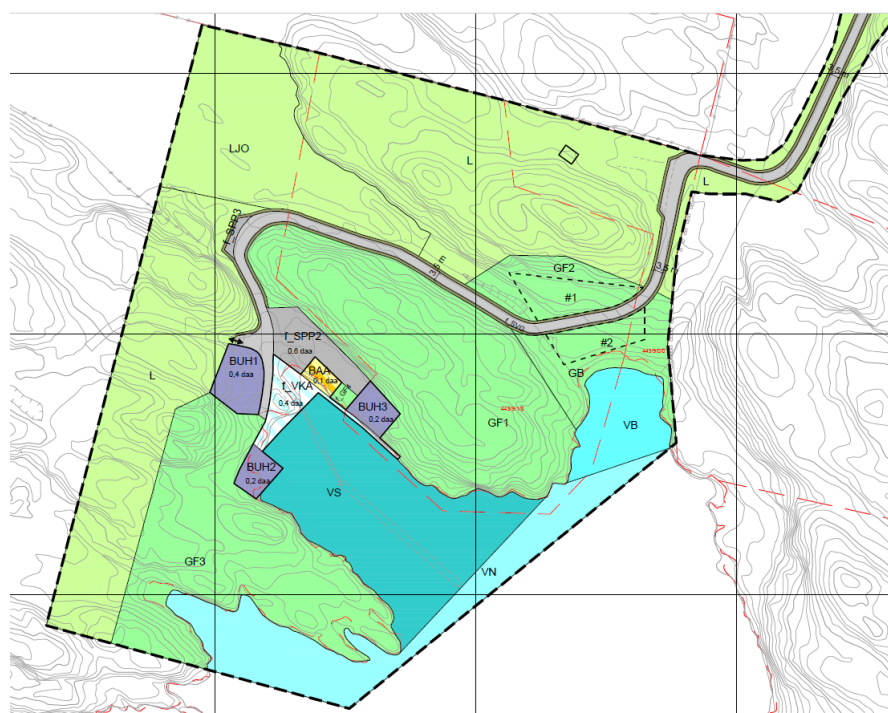 3,5 m
LJO
L
L
f_SPP3
GF2
3,5 m
3,5 m
#1
f_SVG
f_SPP2
0,6 daa
#2
BUH1
0,4 daa
BAA
0,1 daa
GB
L
f_VKA
0,4 daa
BUH3
0,2 daa
GF1
VB
BUH2
0,2 daa
VS
GF3
VN